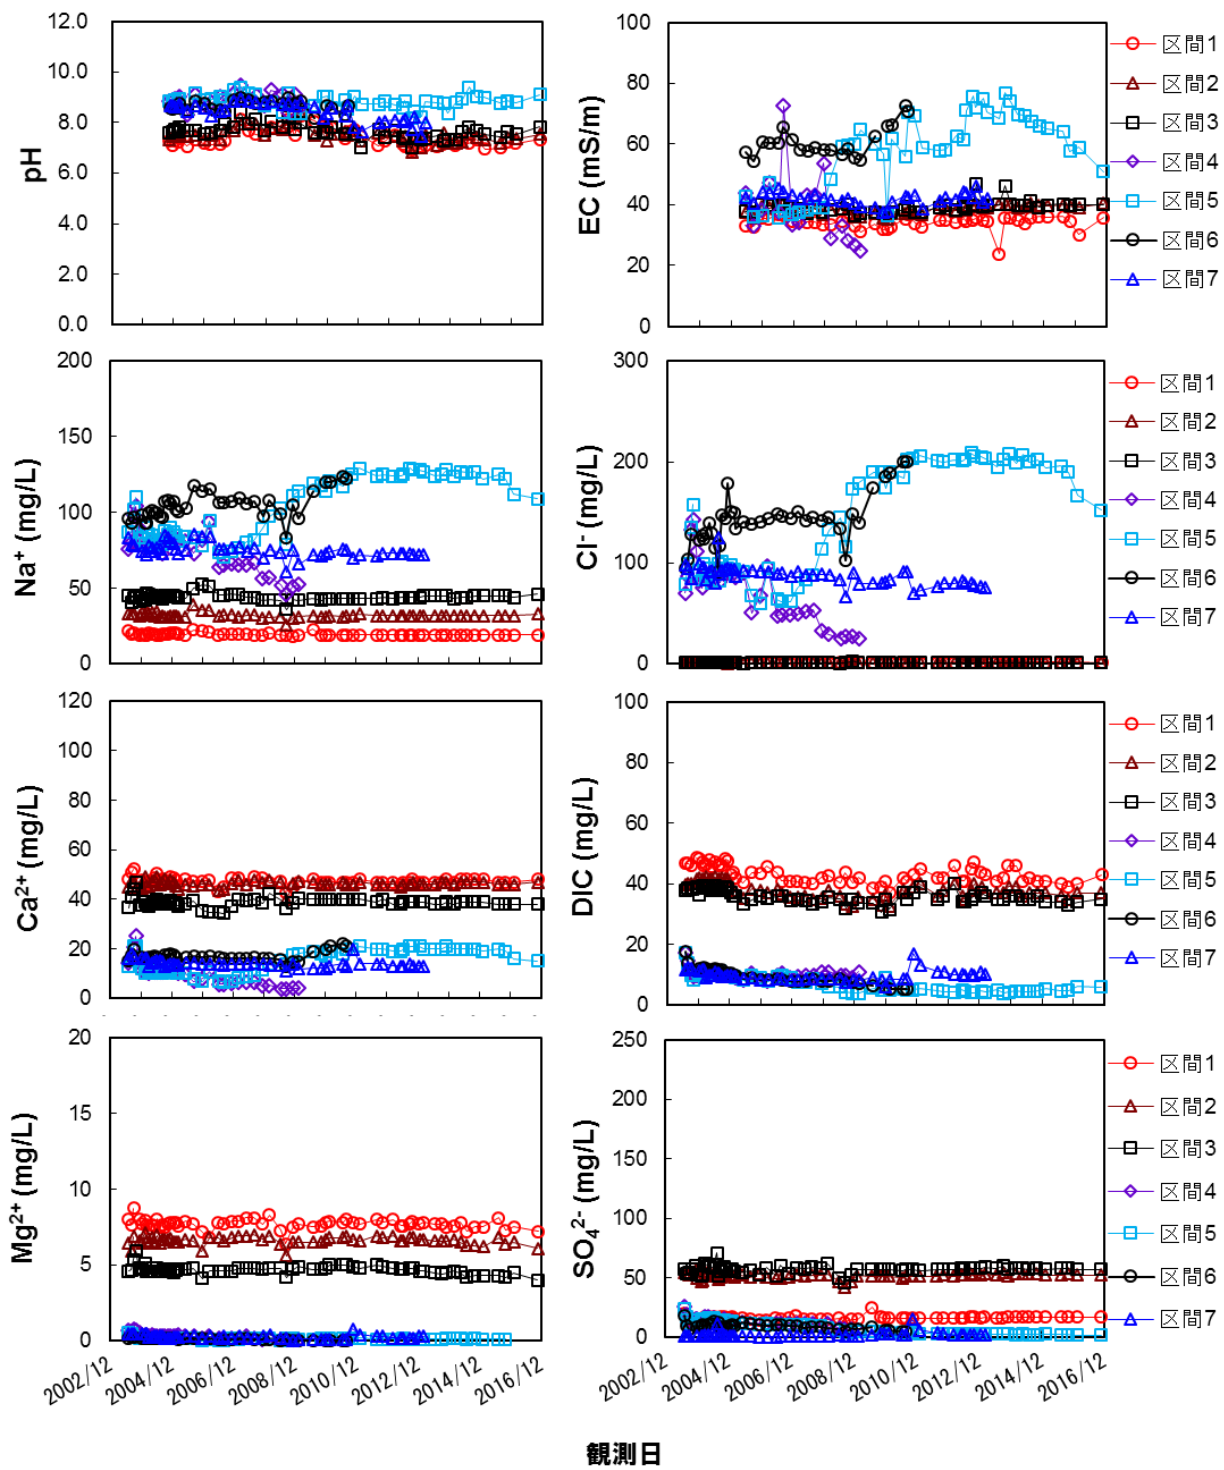 pH
12.0
10.0
8.0
6.0
4.0
2.0
0.0
EC (mS/m)
100
80
60
40
20
0
区間1
区間2
区間3
区間4
区間5
区間6
区間7
Na⁺ (mg/L)
200
150
100
50
0
Cl⁻ (mg/L)
300
200
100
0
区間1
区間2
区間3
区間4
区間5
区間6
区間7
Ca²⁺ (mg/L)
120
100
80
60
40
20
0
DIC (mg/L)
100
80
60
40
20
0
区間1
区間2
区間3
区間4
区間5
区間6
区間7
Mg²⁺ (mg/L)
20
15
10
5
0
2002/12
2004/12
2006/12
2008/12
2010/12
2012/12
2014/12
2016/12
SO₄²⁻ (mg/L)
250
200
150
100
50
0
2002/12
2004/12
2006/12
2008/12
2010/12
2012/12
2014/12
2016/12
区間1
区間2
区間3
区間4
区間5
区間6
区間7
観測日